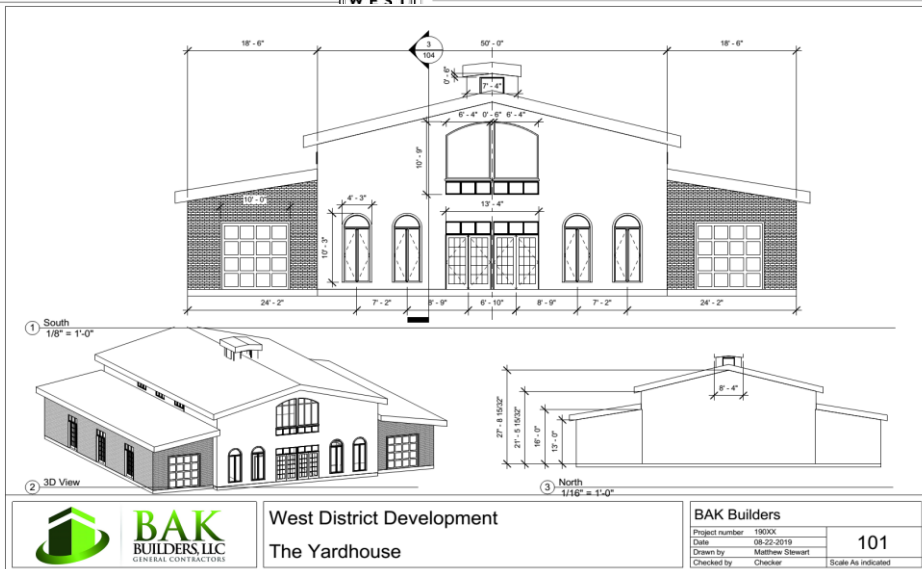 WEST
18' - 6"
50' - 0"
18' - 6"
3
104
0' - 6"
7' - 4"
6' - 4" 0' - 6" 6' - 4"
10' - 9"
13' - 4"
10' - 0"
4' - 3"
10' - 3"
24' - 2"
7' - 2"
8' - 9"
6' - 10"
8' - 9"
7' - 2"
24' - 2"
1 South
1/8" = 1'-0"
27' - 8 15/32"
21' - 5 15/32"
16' - 0"
13' - 0"
8' - 4"
2 3D View
3 North
1/16" = 1'-0"
BAK
BUILDERS, LLC
GENERAL CONTRACTORS
West District Development
The Yardhouse
BAK Builders
Project number 190XX
Date 08-22-2019
Drawn by Matthew Stewart
Checked by Checker
101
Scale As indicated